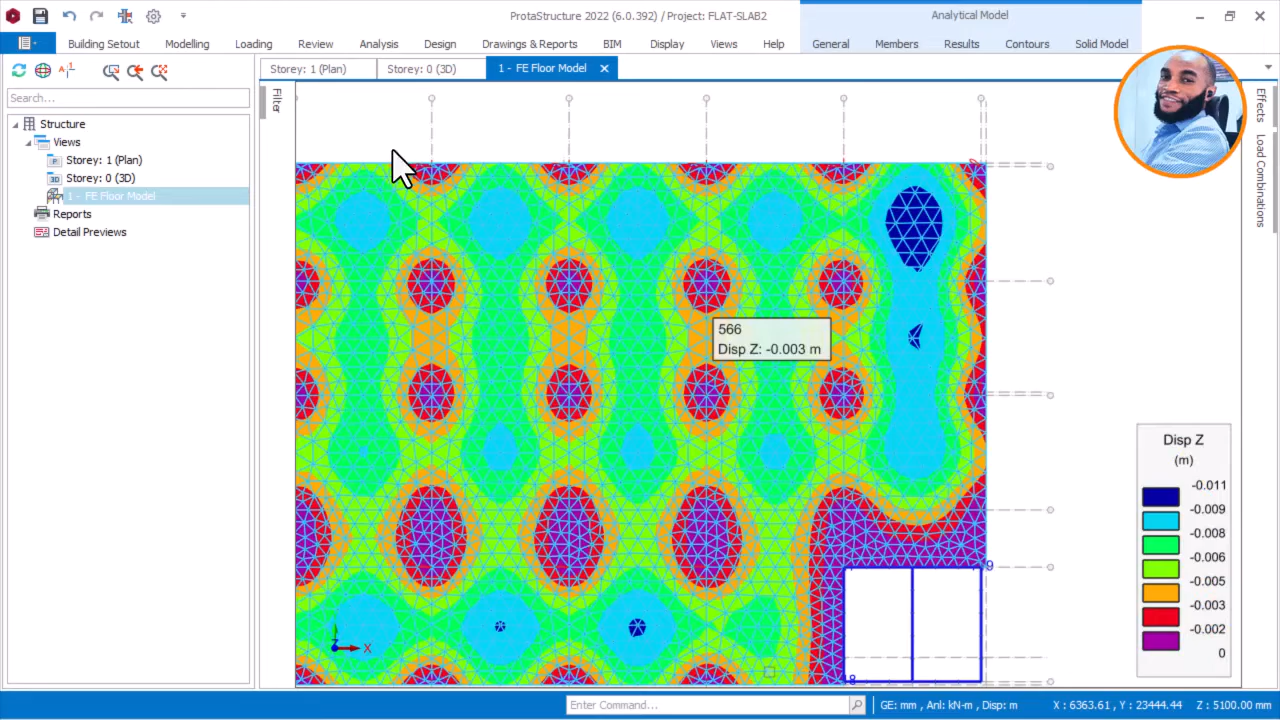 ProtaStructure 2022 (6.0.392) / Project: FLAT-SLAB2
Analytical Model
Building Setout Modelling Loading Review Analysis Design Drawings & Reports BIM Display Views Help General Members Results Contours Solid Model
Storey: 1 (Plan) Storey: 0 (3D) 1 - FE Floor Model
Search...
Structure
Views
Storey: 1 (Plan)
Storey: 0 (3D)
1 - FE Floor Model
Reports
Detail Previews
Filter
Effects
Load Combinations
566
Disp Z: -0.003 m
9
8
Z
X
Disp Z
(m)
-0.011
-0.009
-0.008
-0.006
-0.005
-0.003
-0.002
0
Enter Command...
GE: mm , Anl: kN-m , Disp: m
X : 6363.61 , Y : 23444.44 Z : 5100.00 mm